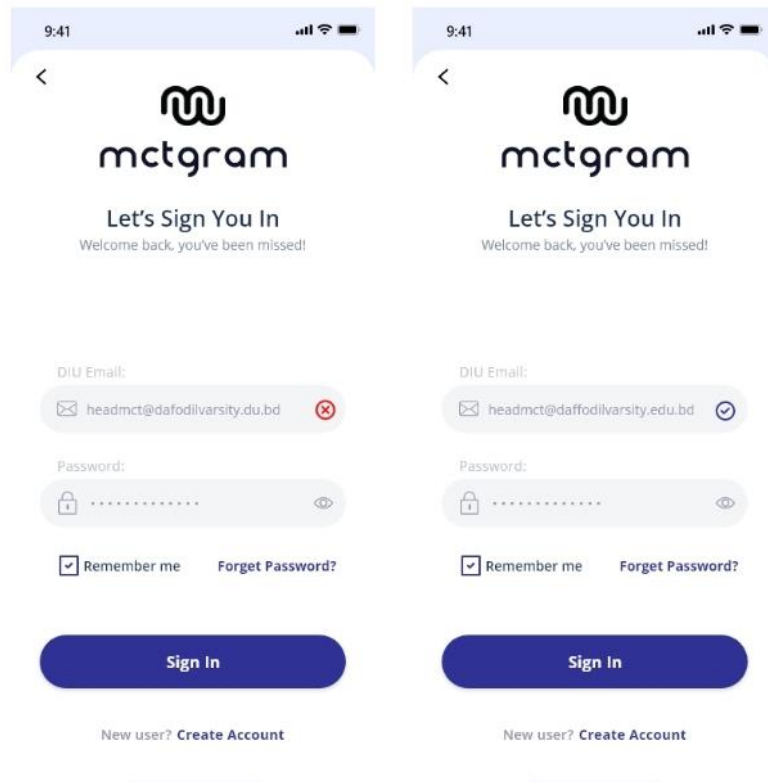 9:41
mctgram
Let's Sign You In
Welcome back, you've been missed!
DIU Email:
headmct@dafodilvarsity.du.bd
Password:
Remember me Forget Password?
Sign In
New user? Create Account
9:41
mctgram
Let's Sign You In
Welcome back, you've been missed!
DIU Email:
headmct@daffodilvarsity.edu.bd
Password:
Remember me Forget Password?
Sign In
New user? Create Account